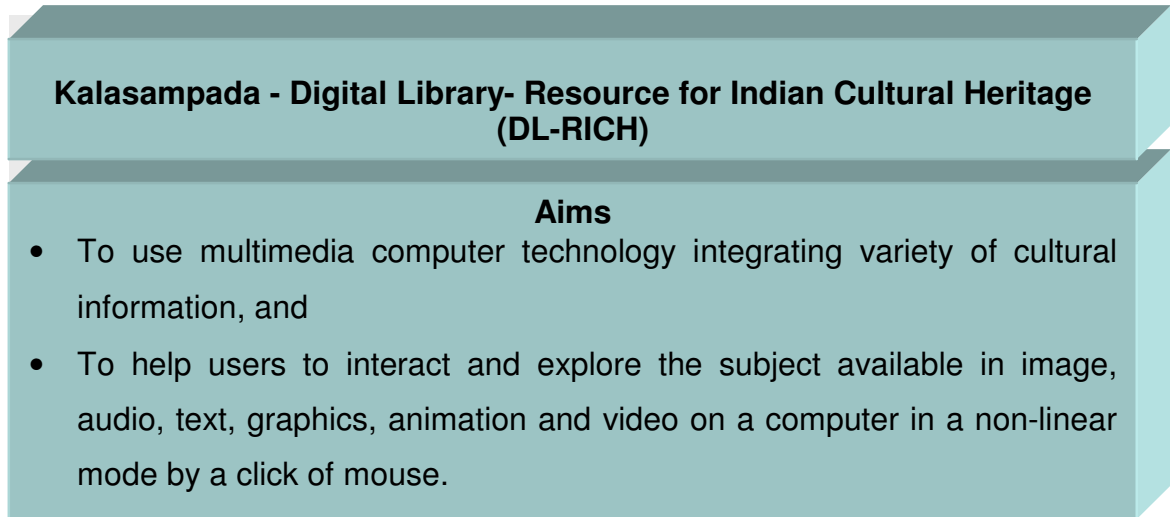 Kalasampada - Digital Library- Resource for Indian Cultural Heritage
(DL-RICH)
Aims
• To use multimedia computer technology integrating variety of cultural
information, and
• To help users to interact and explore the subject available in image,
audio, text, graphics, animation and video on a computer in a non-linear
mode by a click of mouse.